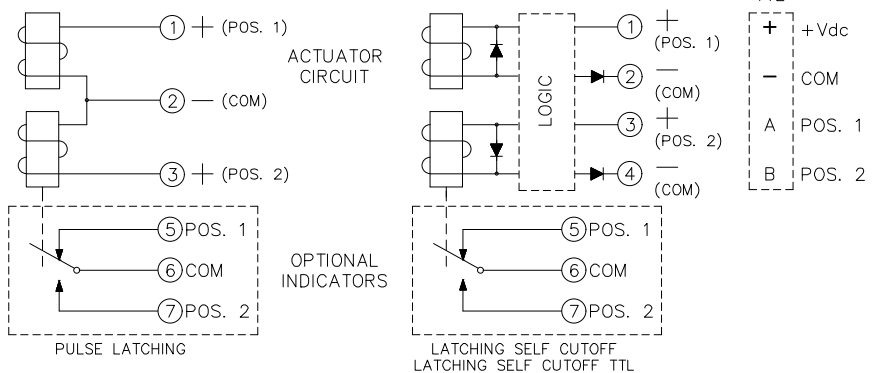 1 + (POS. 1)
2 — (COM)
3 + (POS. 2)
ACTUATOR
CIRCUIT
5 POS. 1
6 COM
7 POS. 2
PULSE LATCHING
OPTIONAL
INDICATORS
LOGIC
1 +
(POS. 1)
2 —
(COM)
3 +
(POS. 2)
4 —
(COM)
5 POS. 1
6 COM
7 POS. 2
LATCHING SELF CUTOFF
LATCHING SELF CUTOFF TTL
+ +Vdc
− COM
A POS. 1
B POS. 2